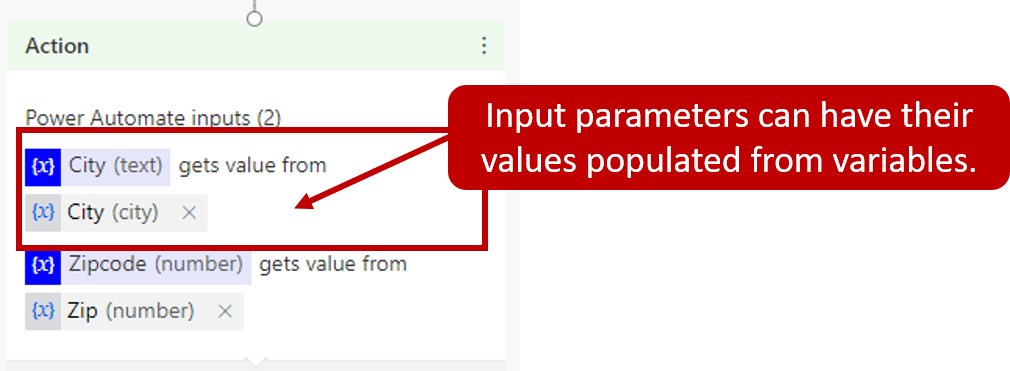 Action
Power Automate inputs (2)
Input parameters can have their
values populated from variables.
{x} City (text) gets value from
{x} City (city) ×
{x} Zipcode (number) gets value from
{x} Zip (number) ×